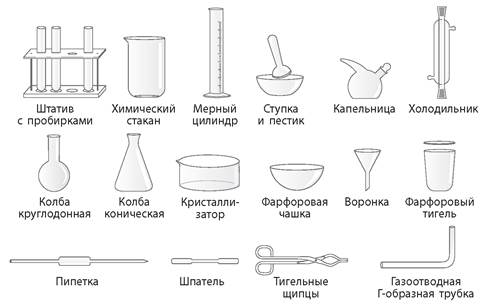 Штатив
с пробирками
Химический
стакан
Мерный
цилиндр
Ступка
и пестик
Капельница
Холодильник
Колба
круглодонная
Колба
коническая
Кристалли-
затор
Фарфоровая
чашка
Воронка
Фарфоровый
тигель
Пипетка
Шпатель
Тигельные
щипцы
Газоотводная
Г-образная трубка